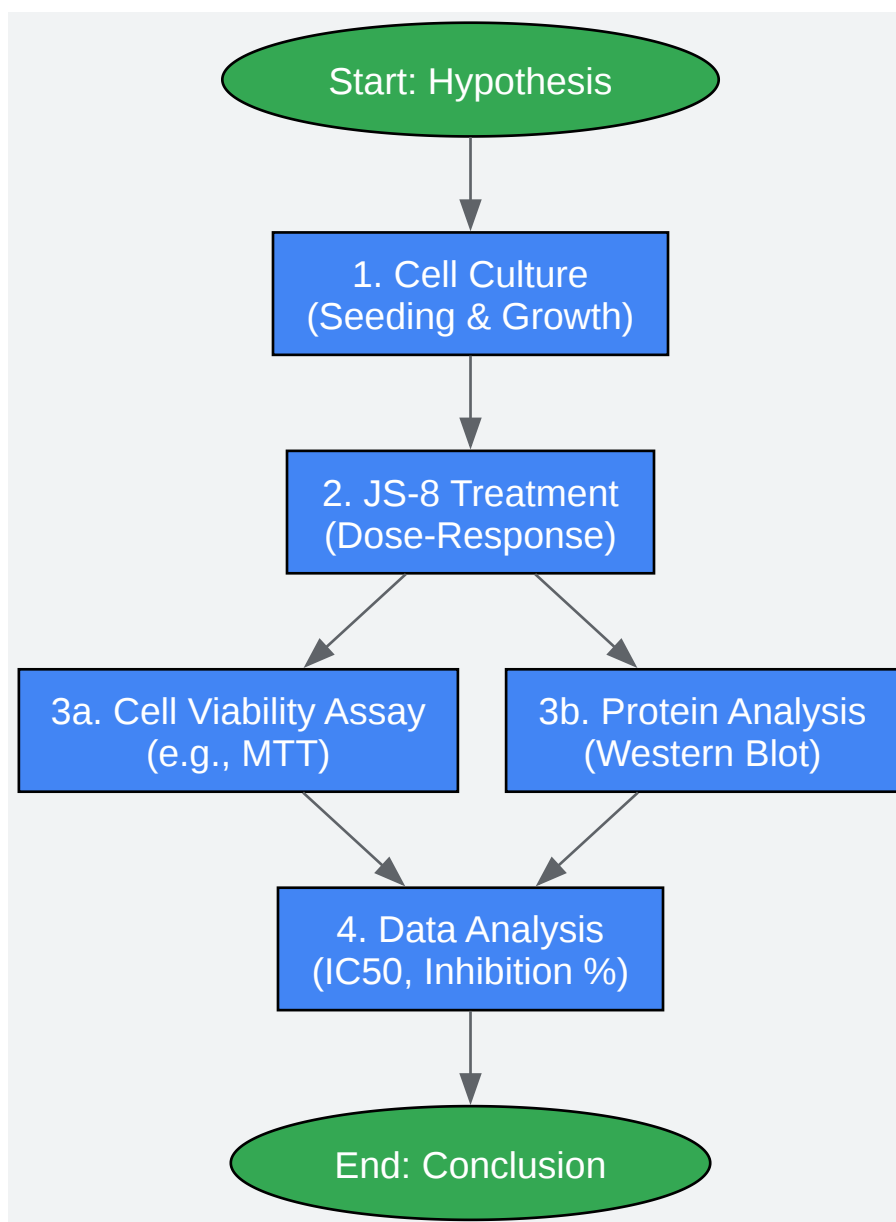 Start: Hypothesis
1. Cell Culture
(Seeding & Growth)
2. JS-8 Treatment
(Dose-Response)
3a. Cell Viability Assay
(e.g., MTT)
3b. Protein Analysis
(Western Blot)
4. Data Analysis
(IC50, Inhibition %)
End: Conclusion